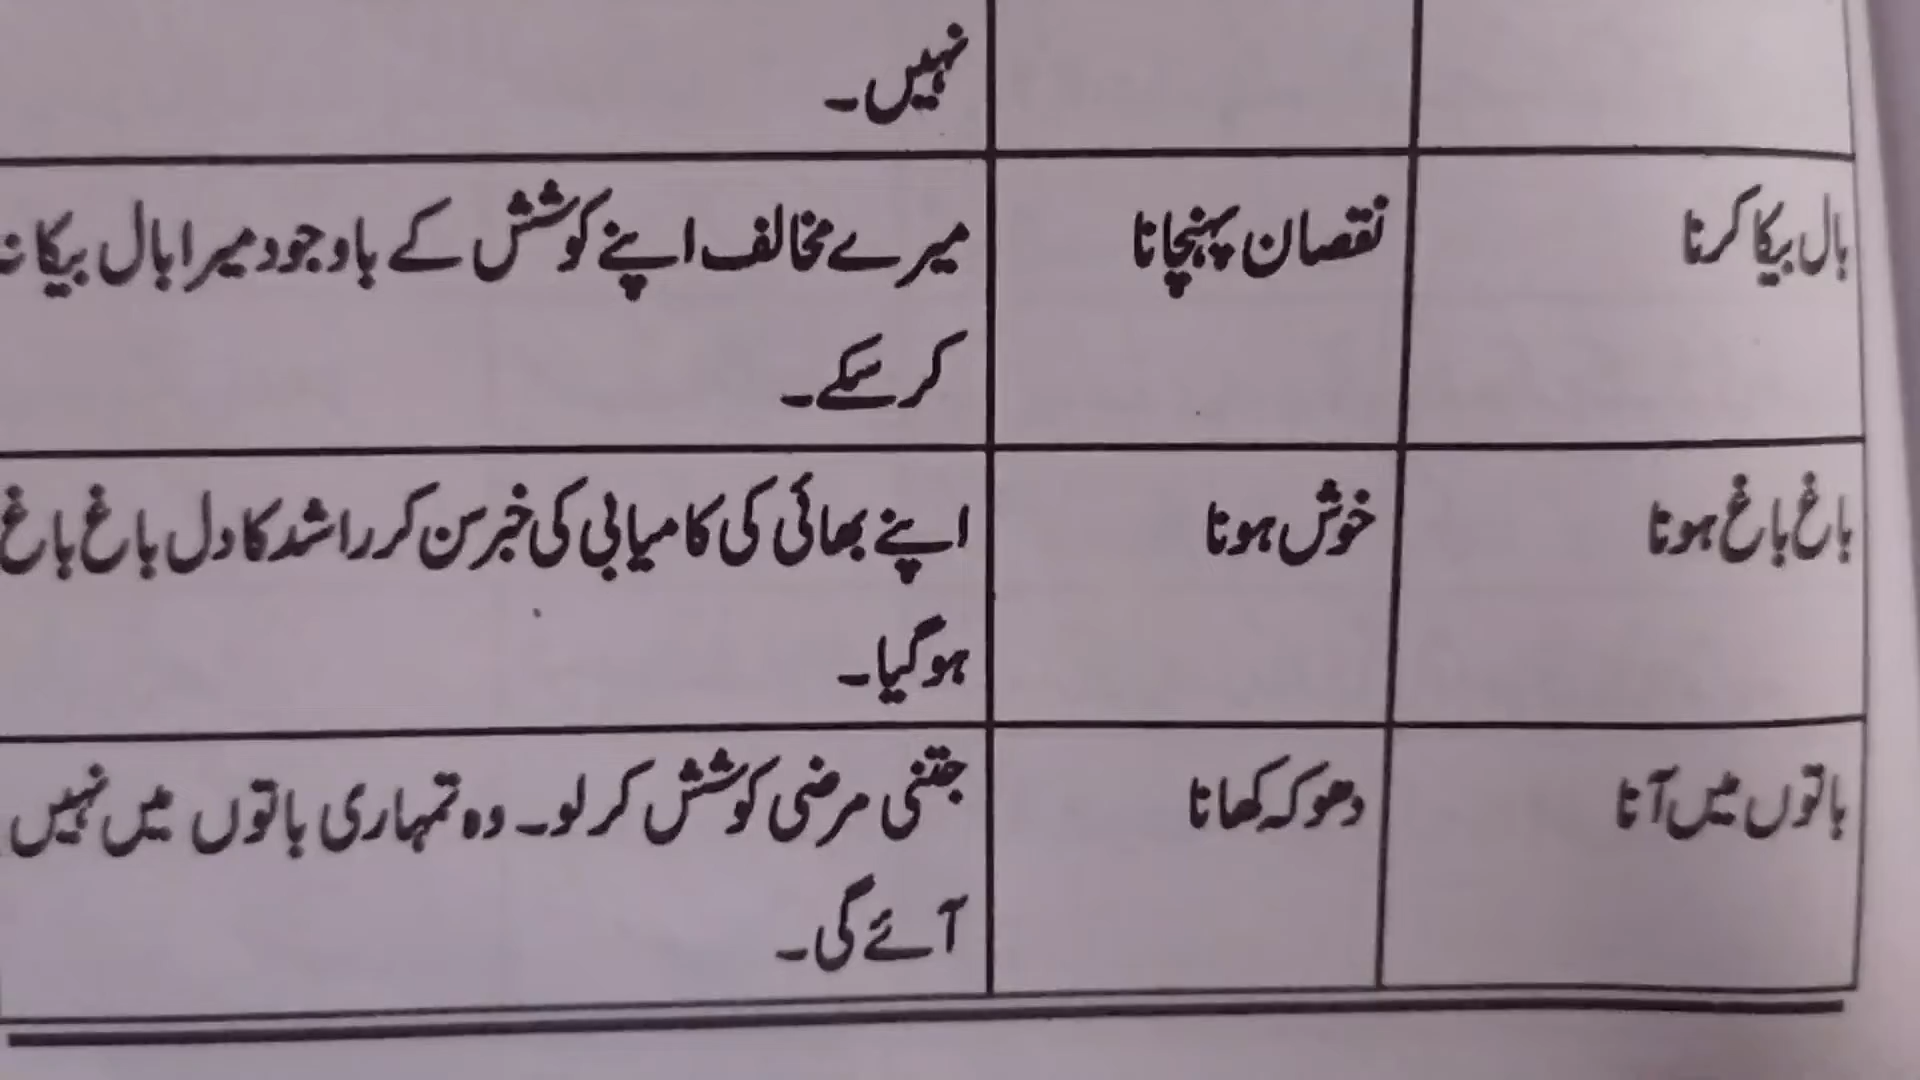 نہیں۔
بال بیکا کرنا نقصان پہنچانا میرے مخالف اپنے کوشش کے باوجود میرا بال بیکا نہ
کر سکے۔
باغ باغ ہونا خوش ہونا اپنے بھائی کی کامیابی کی خبر سن کر راشد کا دل باغ باغ
ہو گیا۔
باتوں میں آنا دھوکہ کھانا جتنی مرضی کوشش کر لو۔ وہ تمہاری باتوں میں نہیں
آئے گی۔